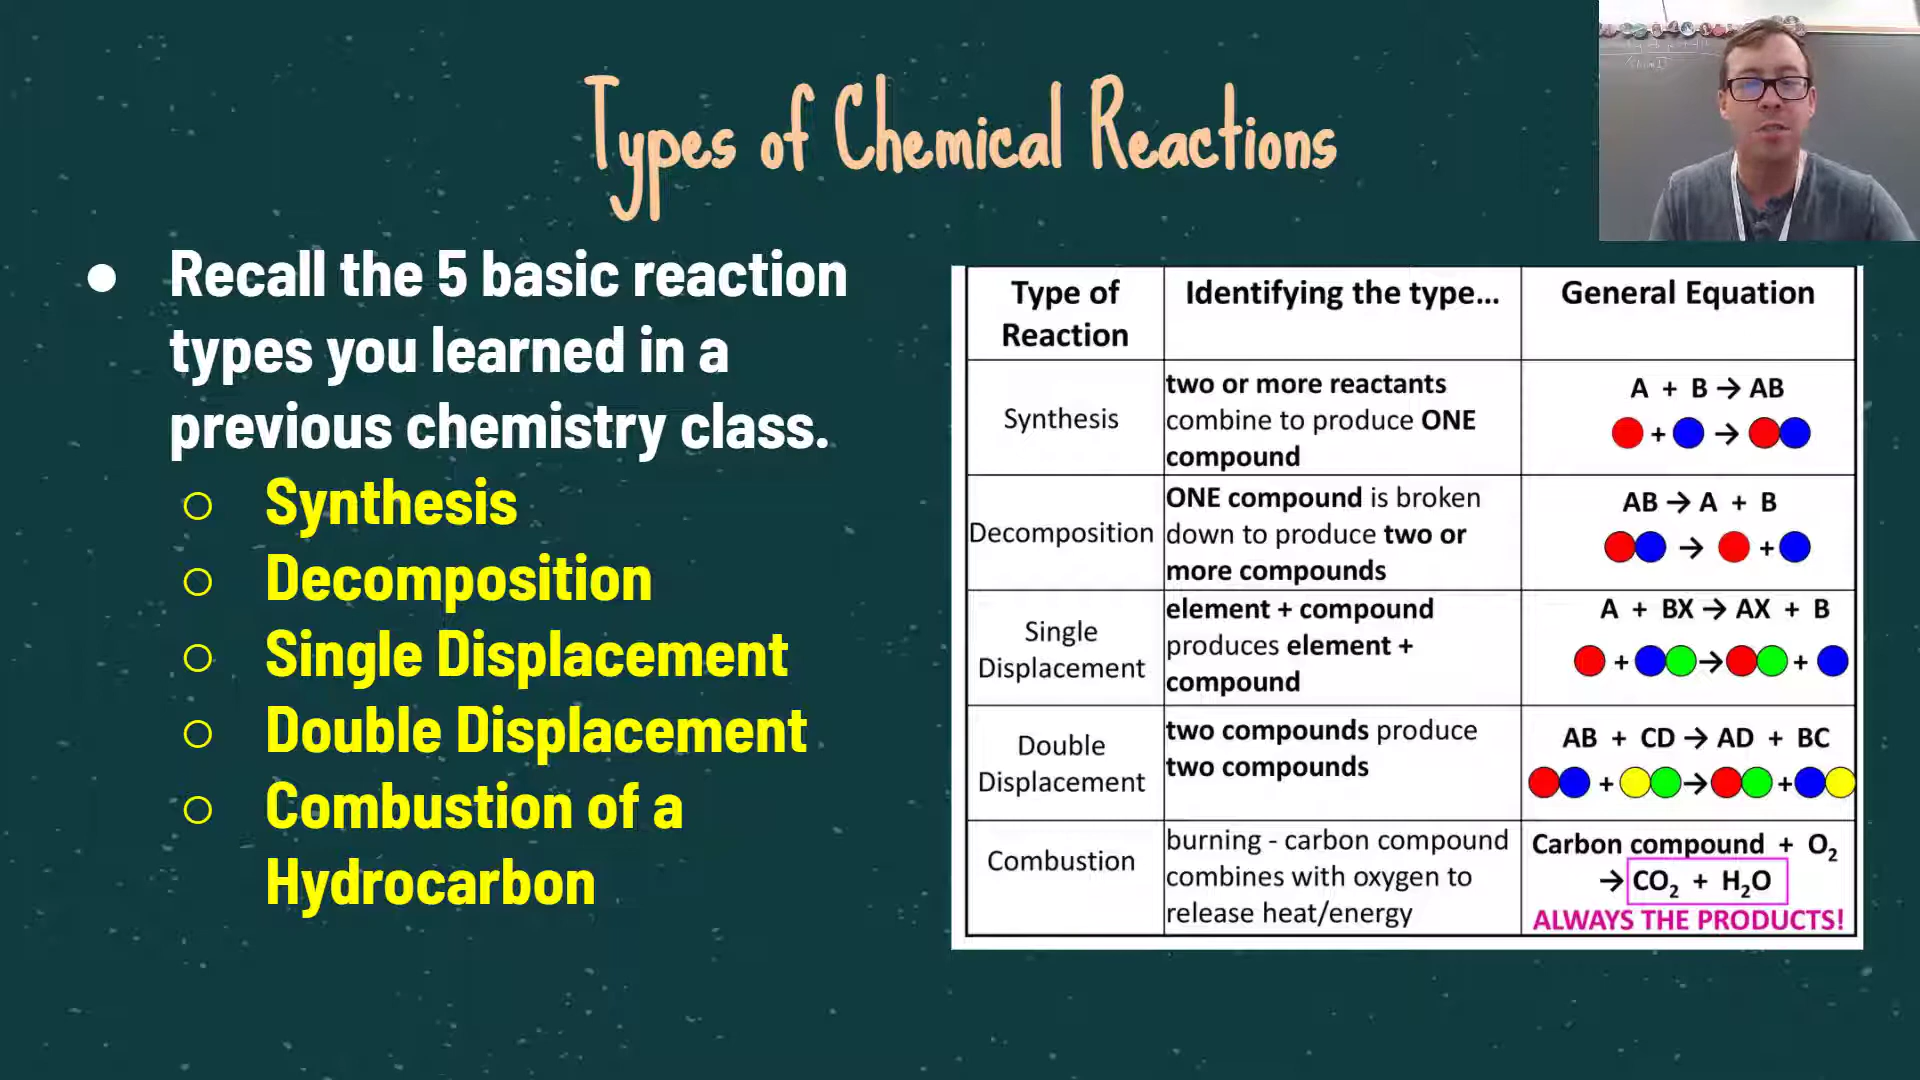 Types of Chemical Reactions
● Recall the 5 basic reaction
types you learned in a
previous chemistry class.
○ Synthesis
○ Decomposition
○ Single Displacement
○ Double Displacement
○ Combustion of a
Hydrocarbon
Type of
Reaction
Identifying the type...
General Equation
Synthesis
two or more reactants
combine to produce ONE
compound
A + B → AB
+ →
Decomposition
ONE compound is broken
down to produce two or
more compounds
AB → A + B
→ +
Single
Displacement
element + compound
produces element +
compound
A + BX → AX + B
+ → +
Double
Displacement
two compounds produce
two compounds
AB + CD → AD + BC
+ → +
Combustion
burning - carbon compound
combines with oxygen to
release heat/energy
Carbon compound + O₂
→ CO₂ + H₂O
ALWAYS THE PRODUCTS!